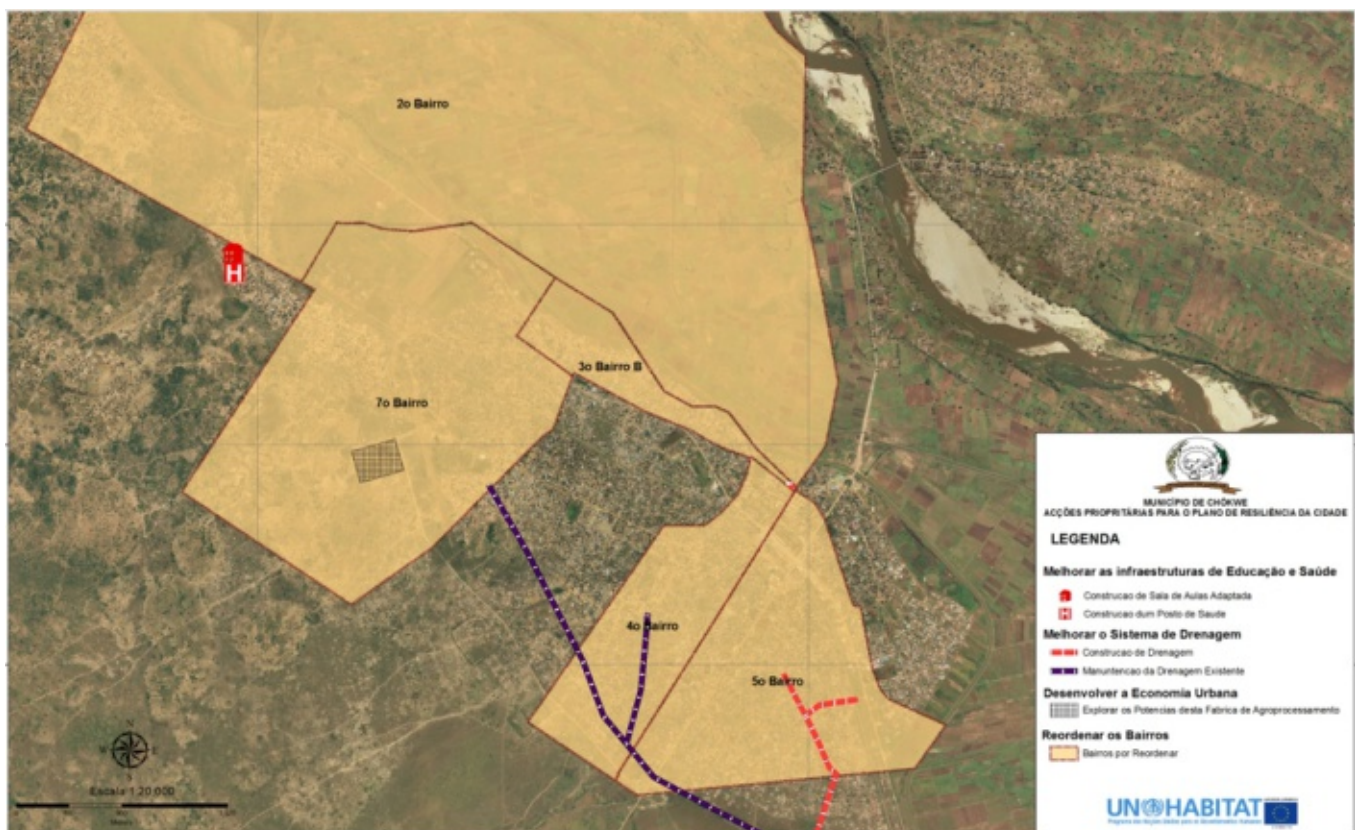 2o Bairro
3o Bairro B
7o Bairro
4o Bairro
5o Bairro
N
W E
S
Escala 1:20.000
MUNICÍPIO DE CHÓKWE
ACÇÕES PRIOPRITÁRIAS PARA O PLANO DE RESILIÊNCIA DA CIDADE
LEGENDA
Melhorar as infraestruturas de Educação e Saúde
Construcao de Sala de Aulas Adaptada
H Construcao dum Posto de Saude
Melhorar o Sistema de Drenagem
Construcao de Drenagem
Manuntencao da Drenagem Existente
Desenvolver a Economia Urbana
Explorar os Potencias desta Fabrica de Agroprocessamento
Reordenar os Bairros
Bairros por Reordenar
UN HABITAT
H